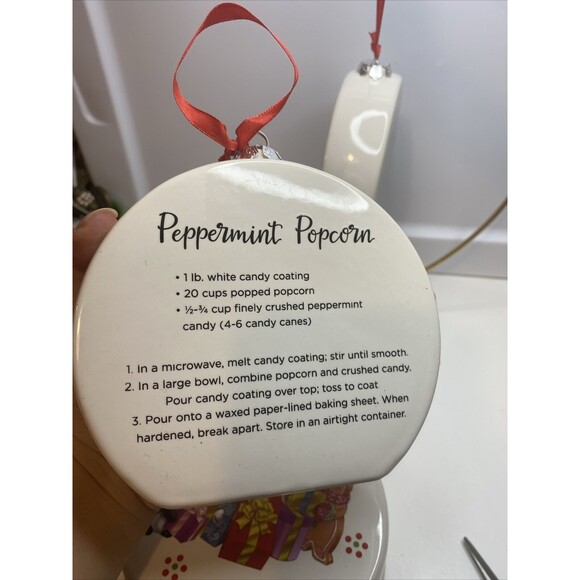 Peppermint Popcorn
• 1 lb. white candy coating
• 20 cups popped popcorn
• ½-¾ cup finely crushed peppermint
candy (4-6 candy canes)
1. In a microwave, melt candy coating; stir until smooth.
2. In a large bowl, combine popcorn and crushed candy.
Pour candy coating over top; toss to coat
3. Pour onto a waxed paper-lined baking sheet. When
hardened, break apart. Store in an airtight container.